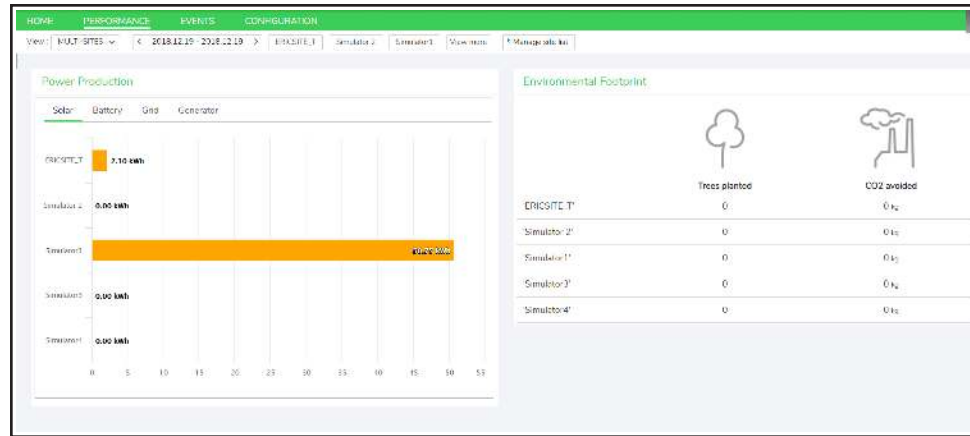 HOME PERFORMANCE EVENTS CONFIGURATION
View: MULTI-SITES < 2018.12.19 - 2018.12.19 > ERICSITE_T Simulator 2 Simulator1 View more Manage site list
Power Production
Environmental Footprint
Solar Battery Grid Generator
ERICSITE_T 2.10 kWh
Simulator 2 0.00 kWh
0.00 kWh
0.00 kWh
0 5 10 15 20 25 30 35 40 45 50 55
Trees planted CO2 avoided
ERICSITE_T' 0 0 kg
Simulator 2' 0 0 kg
Simulator1' 0 0 kg
Simulator3' 0 0 kg
Simulator4' 0 0 kg